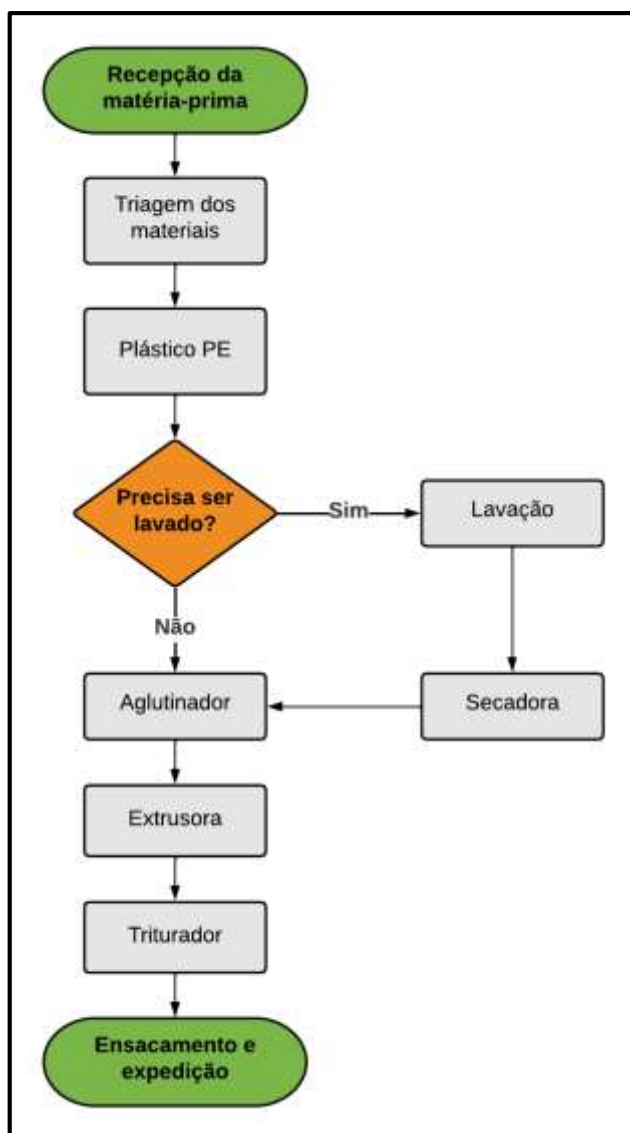 Recepção da
matéria-prima
Triagem dos
materiais
Plástico PE
Precisa ser
lavado?
Sim
Lavação
Não
Aglutinador
Secadora
Extrusora
Triturador
Ensacamento e
expedição